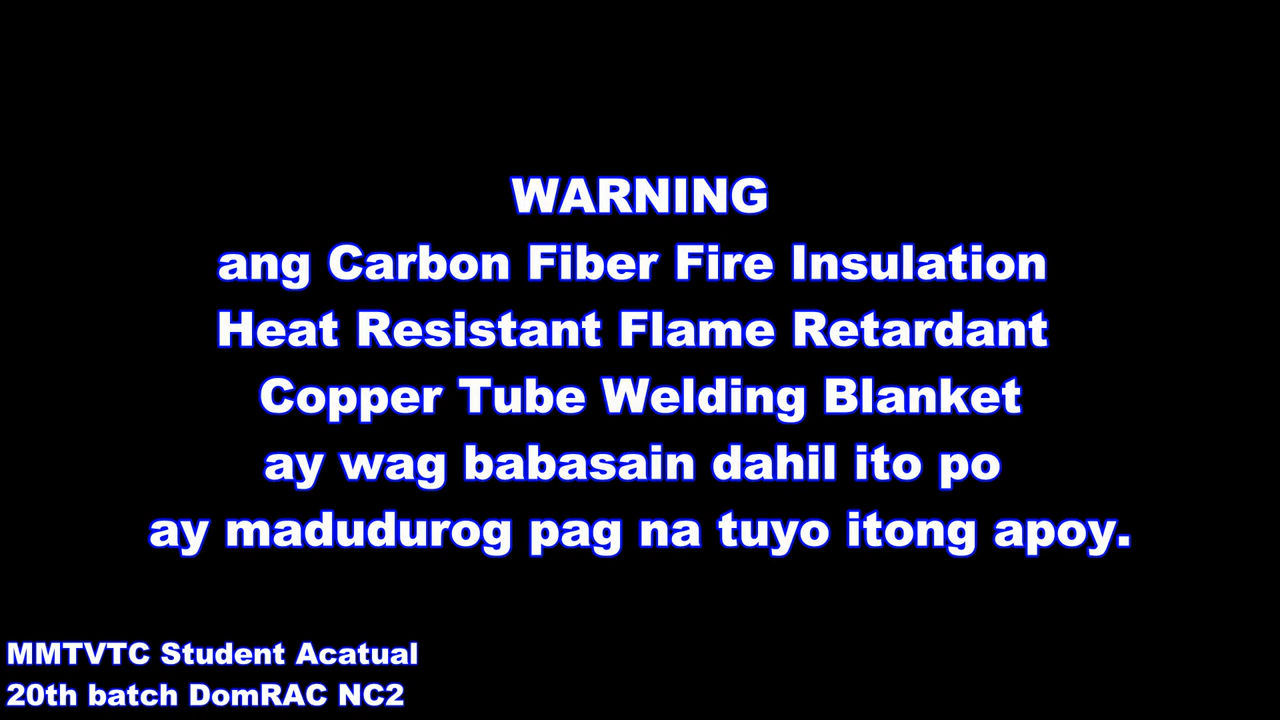 WARNING
ang Carbon Fiber Fire Insulation
Heat Resistant Flame Retardant
Copper Tube Welding Blanket
ay wag babasain dahil ito po
ay madudurog pag na tuyo itong apoy.
MMTVTC Student Acatual
20th batch DomRAC NC2